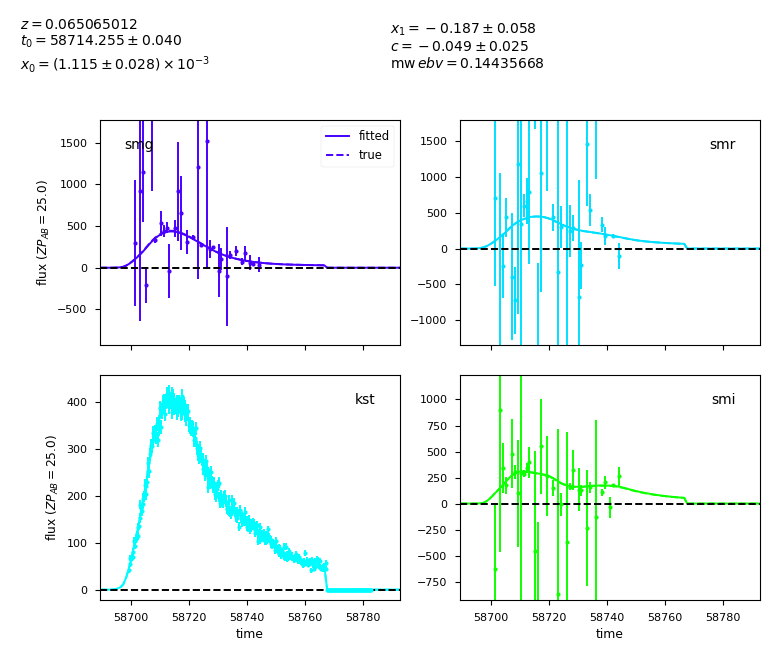 z = 0.065065012
t₀ = 58714.255 ± 0.040
x₀ = (1.115 ± 0.028) × 10⁻³
x₁ = −0.187 ± 0.058
c = −0.049 ± 0.025
mw ebv = 0.14435668
smg
fitted
true
1500
1000
500
0
−500
flux (ZP_AB = 25.0)
smr
1500
1000
500
0
−500
−1000
kst
400
300
200
100
0
flux (ZP_AB = 25.0)
58700 58720 58740 58760 58780
time
smi
1000
750
500
250
0
−250
−500
−750
58700 58720 58740 58760 58780
time